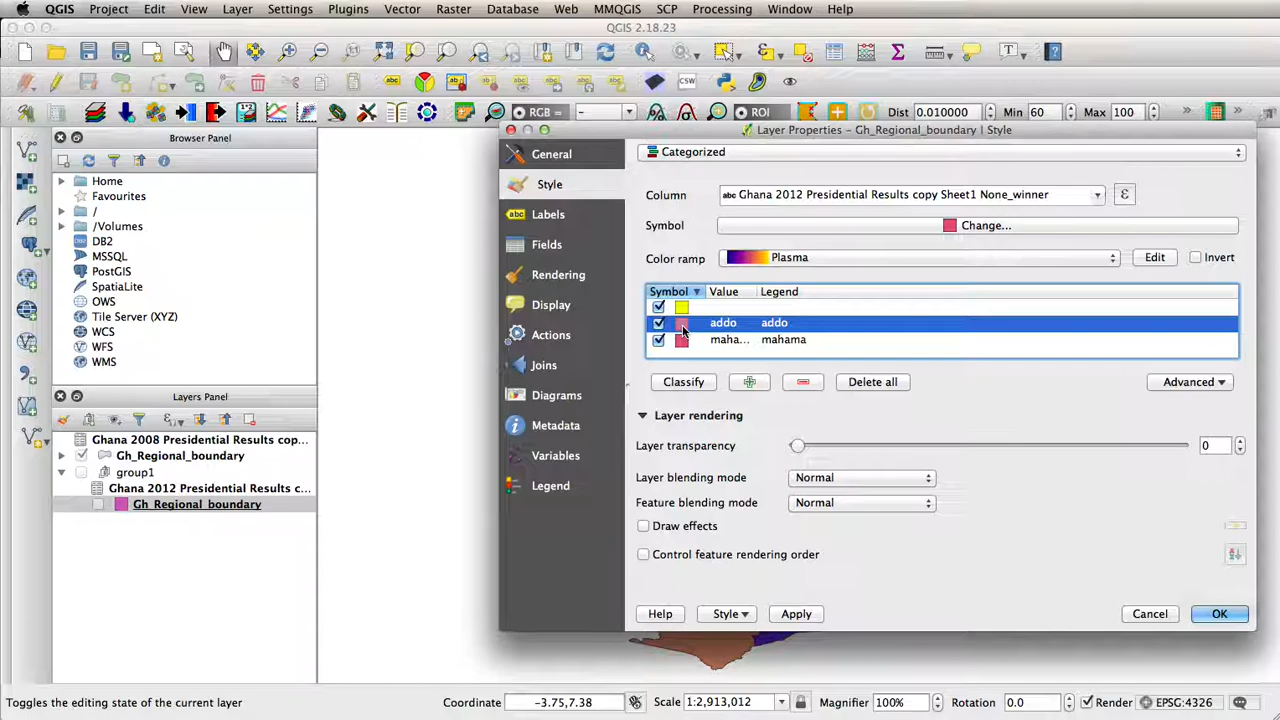 QGIS Project Edit View Layer Settings Plugins Vector Raster Database Web MMQGIS SCP Processing Window Help
QGIS 2.18.23
RGB = - ROI Dist 0.010000 Min 60 Max 100
Browser Panel
Home
Favourites
/
/Volumes
DB2
MSSQL
PostGIS
SpatiaLite
OWS
Tile Server (XYZ)
WCS
WFS
WMS
Layers Panel
Ghana 2008 Presidential Results cop...
Gh_Regional_boundary
group1
Ghana 2012 Presidential Results c...
Gh_Regional_boundary
Layer Properties - Gh_Regional_boundary | Style
General
Style
Labels
Fields
Rendering
Display
Actions
Joins
Diagrams
Metadata
Variables
Legend
Categorized
Column abc Ghana 2012 Presidential Results copy Sheet1 None_winner ε
Symbol Change...
Color ramp Plasma Edit Invert
Symbol Value Legend
addo addo
maha... mahama
Classify Delete all Advanced
Layer rendering
Layer transparency 0
Layer blending mode Normal
Feature blending mode Normal
Draw effects
Control feature rendering order
Help Style Apply Cancel OK
Toggles the editing state of the current layer Coordinate -3.75,7.38 Scale 1:2,913,012 Magnifier 100% Rotation 0.0 Render EPSG:4326